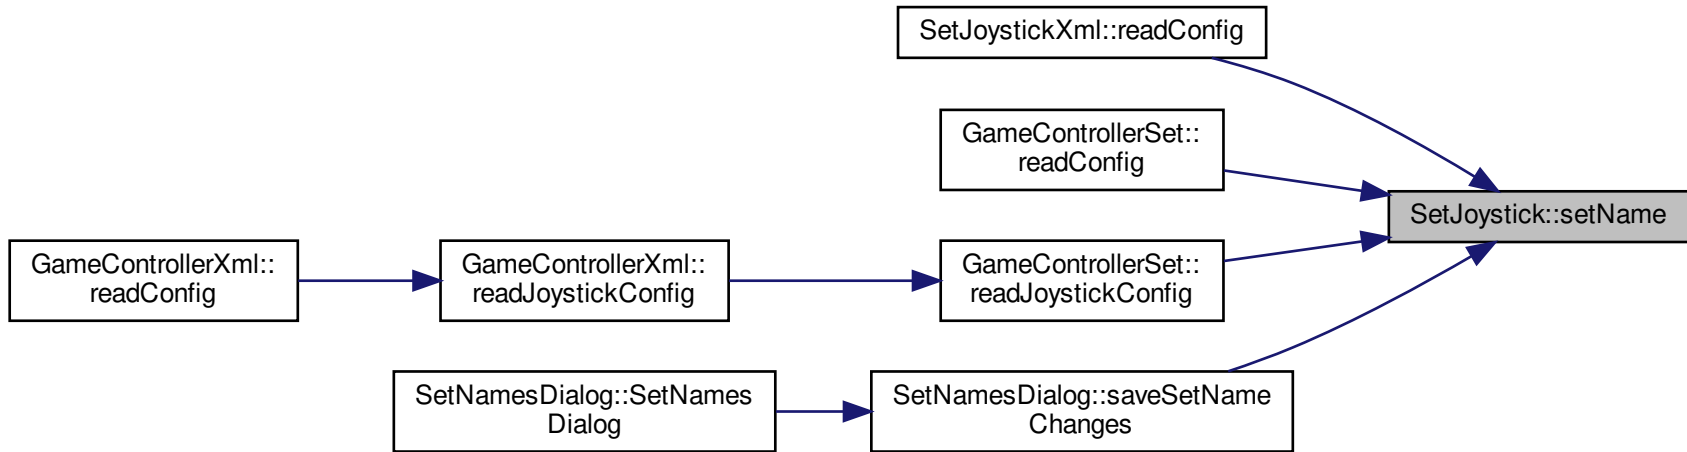 SetJoystickXml::readConfig
GameControllerSet::
readConfig
SetJoystick::setName
GameControllerXml::
readConfig
GameControllerXml::
readJoystickConfig
GameControllerSet::
readJoystickConfig
SetNamesDialog::SetNames
Dialog
SetNamesDialog::saveSetName
Changes